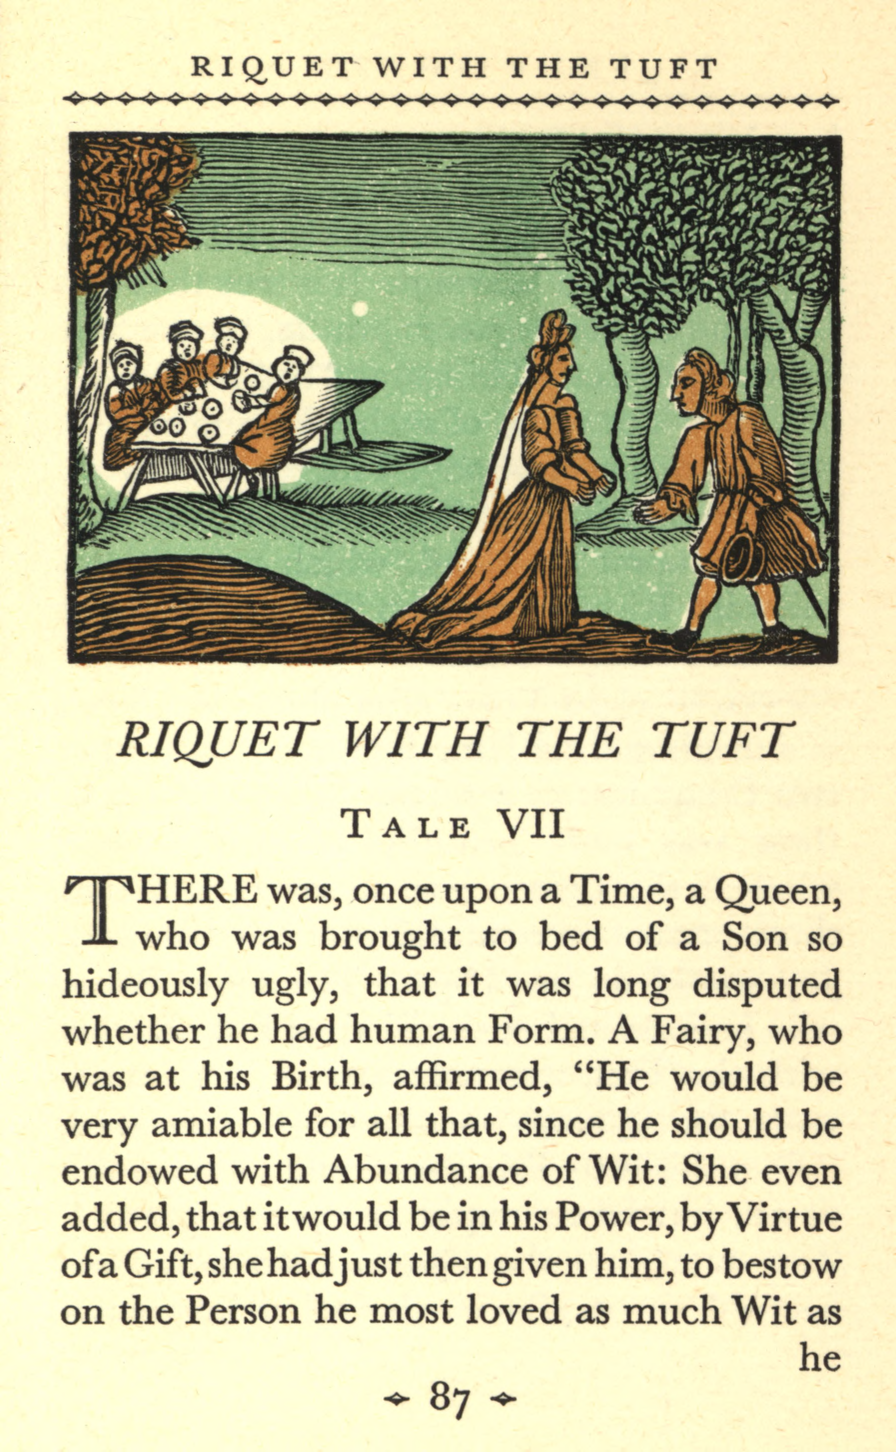 RIQUET WITH THE TUFT
RIQUET WITH THE TUFT
TALE VII
THERE was, once upon a Time, a Queen,
who was brought to bed of a Son so
hideously ugly, that it was long disputed
whether he had human Form. A Fairy, who
was at his Birth, affirmed, “He would be
very amiable for all that, since he should be
endowed with Abundance of Wit: She even
added, that it would be in his Power, by Virtue
of a Gift, she had just then given him, to bestow
on the Person he most loved as much Wit as
he
87